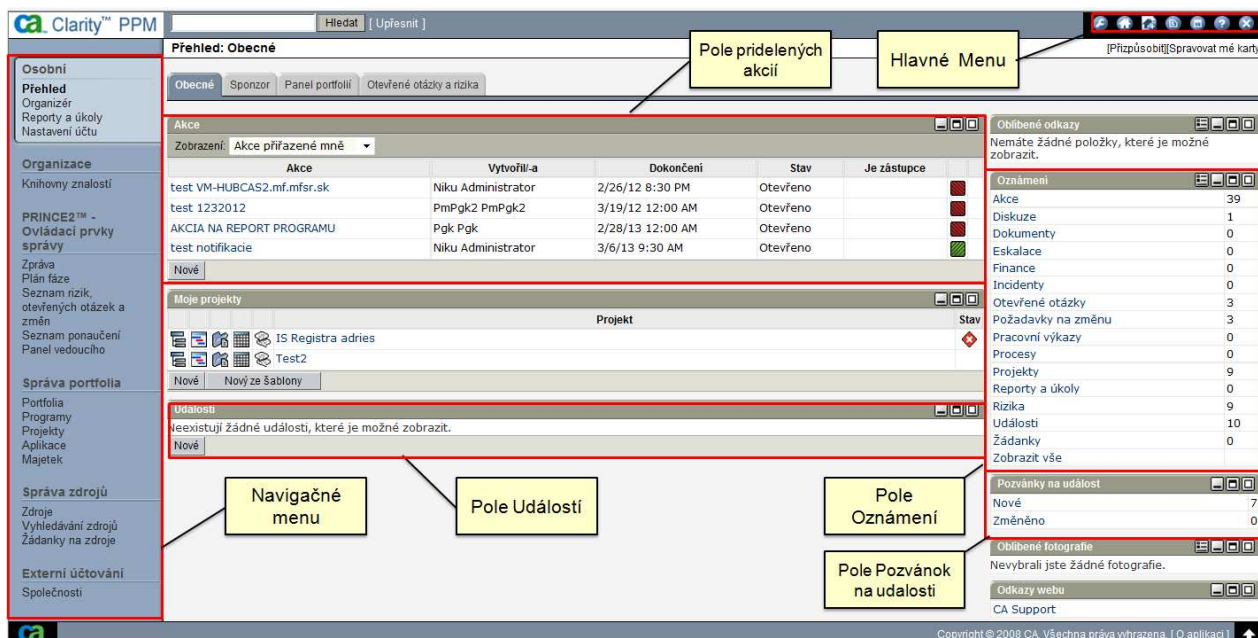 ca Clarity™ PPM
Hledat [ Upřesnit ]
Přehled: Obecné
[Přizpůsobit][Spravovat mé karty
Pole pridelených
akcií
Hlavné Menu
Osobní
Přehled
Organizér
Reporty a úkoly
Nastavení účtu
Organizace
Knihovny znalostí
PRINCE2™ -
Ovládací prvky
správy
Zpráva
Plán fáze
Seznam rizik,
otevřených otázek a
změn
Seznam ponaučení
Panel vedoucího
Správa portfolia
Portfolia
Programy
Projekty
Aplikace
Majetek
Správa zdrojů
Zdroje
Vyhledávání zdrojů
Žádanky na zdroje
Externí účtování
Společnosti
Obecné Sponzor Panel portfolií Otevřené otázky a rizika
Akce
Zobrazení: Akce přiřazené mně
Akce Vytvořil/-a Dokončení Stav Je zástupce
test VM-HUBCAS2.mf.mfsr.sk Niku Administrator 2/26/12 8:30 PM Otevřeno
test 1232012 PmPgk2 PmPgk2 3/19/12 12:00 AM Otevřeno
AKCIA NA REPORT PROGRAMU Pgk Pgk 2/28/13 12:00 AM Otevřeno
test notifikacie Niku Administrator 3/6/13 9:30 AM Otevřeno
Nové
Moje projekty
Projekt Stav
IS Registra adries
Test2
Nové Nový ze šablony
Události
Neexistují žádné události, které je možné zobrazit.
Nové
Navigačné
menu
Pole Událostí
Pole
Oznámení
Pole Pozvánok
na udalosti
Oblíbené odkazy
Nemáte žádné položky, které je možné
zobrazit.
Oznámení
Akce 39
Diskuze 1
Dokumenty 0
Eskalace 0
Finance 0
Incidenty 0
Otevřené otázky 3
Požadavky na změnu 3
Pracovní výkazy 0
Procesy 0
Projekty 9
Reporty a úkoly 0
Rizika 9
Události 10
Žádanky 0
Zobrazit vše
Pozvánky na událost
Nové 7
Změněno 0
Oblíbené fotografie
Nevybrali jste žádné fotografie.
Odkazy webu
CA Support
ca
Copyright © 2008 CA. Všechna práva vyhrazena. [ O aplikaci ]